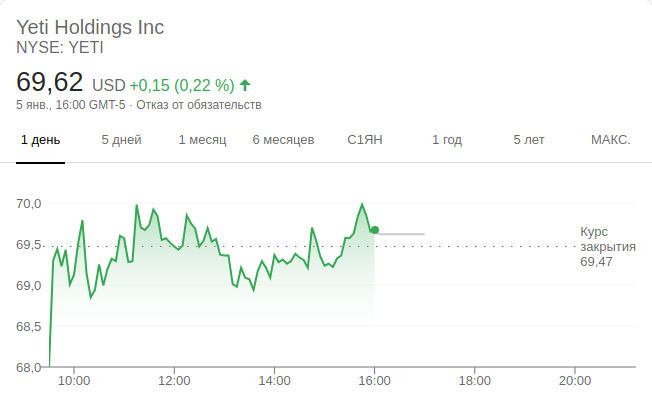 Yeti Holdings Inc
NYSE: YETI
69,62 USD +0,15 (0,22 %)
5 янв., 16:00 GMT-5 · Отказ от обязательств
1 день 5 дней 1 месяц 6 месяцев С1ЯН 1 год 5 лет МАКС.
70,0
69,5
69,0
68,5
68,0
Курс
закрытия
69,47
10:00 12:00 14:00 16:00 18:00 20:00